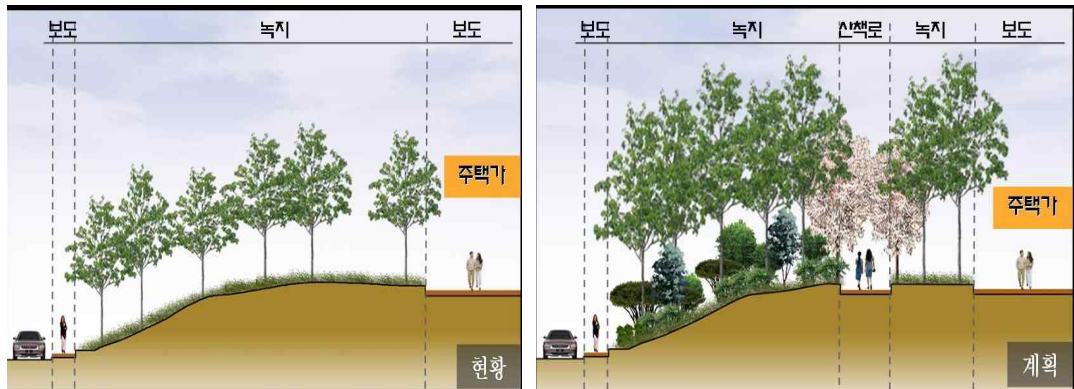 보도 녹지 보도
주택가
현황
보도 녹지 산책로 녹지 보도
주택가
계획